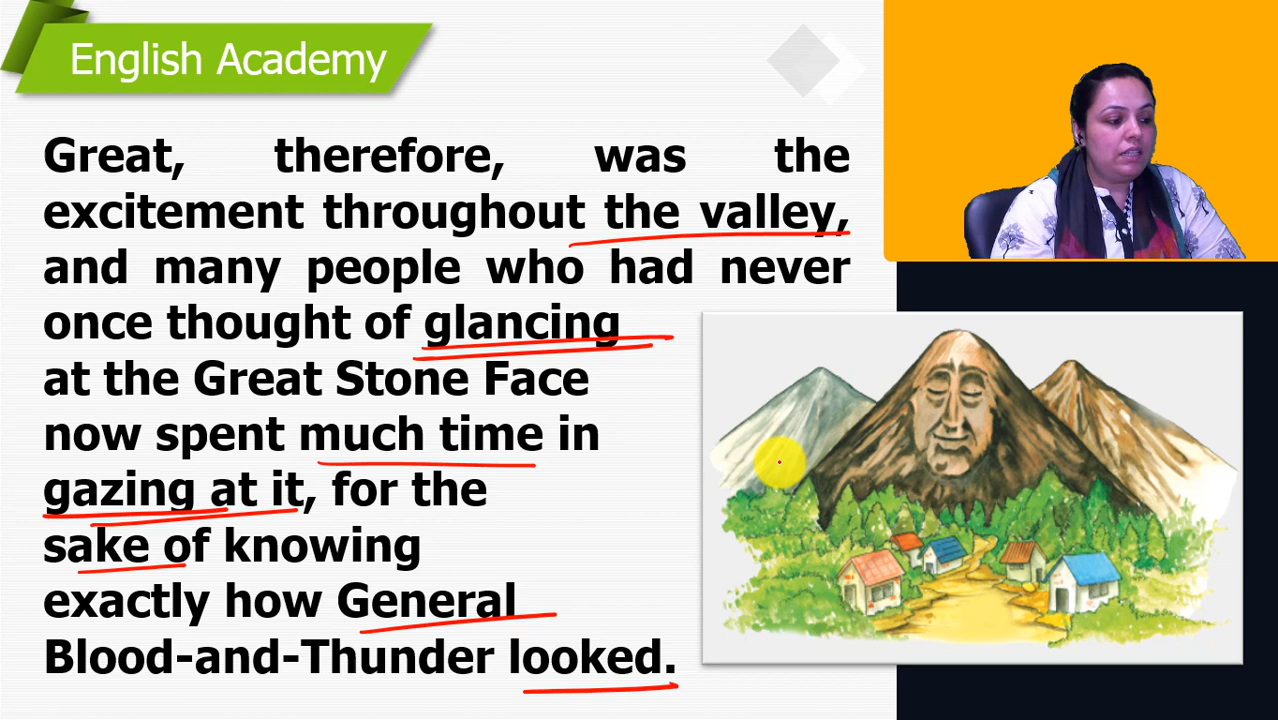 English Academy
Great, therefore, was the
excitement throughout the valley,
and many people who had never
once thought of glancing
at the Great Stone Face
now spent much time in
gazing at it, for the
sake of knowing
exactly how General
Blood-and-Thunder looked.